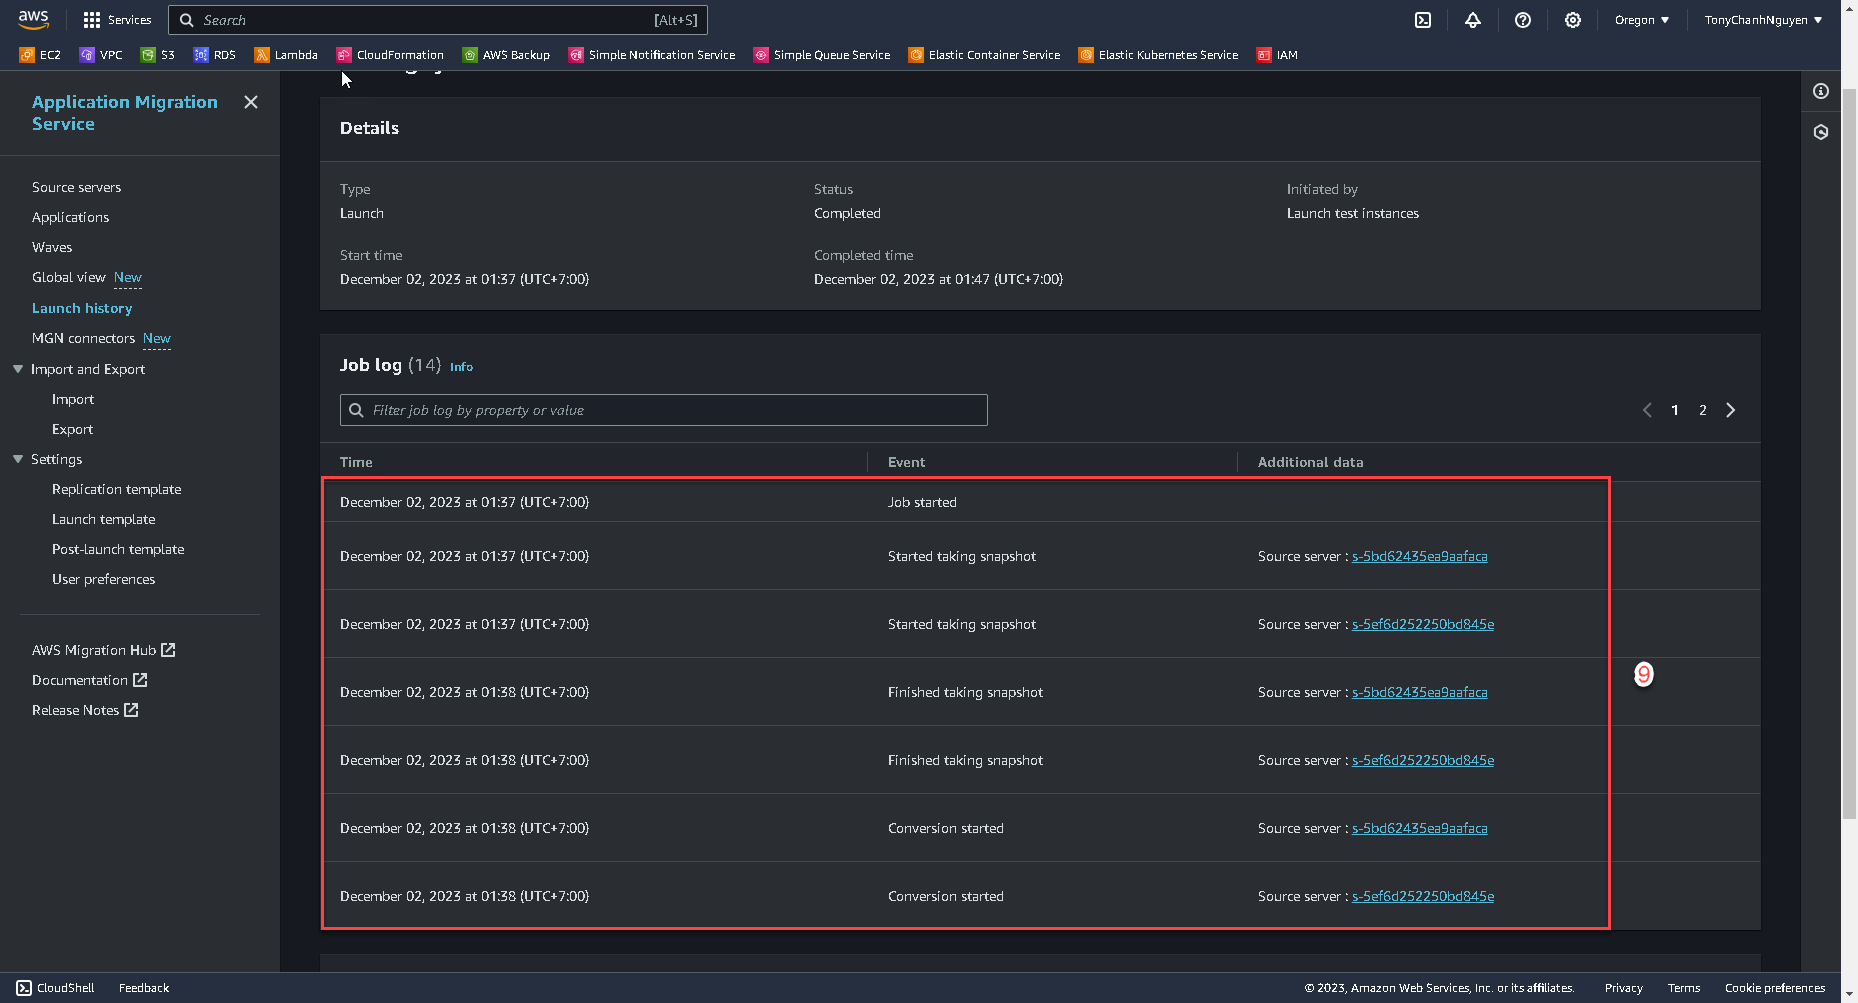 aws
Services
Search
[Alt+S]
Oregon
TonyChanhNguyen
EC2
VPC
S3
RDS
Lambda
CloudFormation
AWS Backup
Simple Notification Service
Simple Queue Service
Elastic Container Service
Elastic Kubernetes Service
IAM
Application Migration
Service
Source servers
Applications
Waves
Global view New
Launch history
MGN connectors New
Import and Export
Import
Export
Settings
Replication template
Launch template
Post-launch template
User preferences
AWS Migration Hub
Documentation
Release Notes
Details
Type
Launch
Status
Completed
Initiated by
Launch test instances
Start time
December 02, 2023 at 01:37 (UTC+7:00)
Completed time
December 02, 2023 at 01:47 (UTC+7:00)
Job log (14) Info
Filter job log by property or value
1 2
Time Event Additional data
December 02, 2023 at 01:37 (UTC+7:00) Job started
December 02, 2023 at 01:37 (UTC+7:00) Started taking snapshot Source server : s-5bd62435ea9aafaca
December 02, 2023 at 01:37 (UTC+7:00) Started taking snapshot Source server : s-5ef6d252250bd845e
December 02, 2023 at 01:38 (UTC+7:00) Finished taking snapshot Source server : s-5bd62435ea9aafaca
9
December 02, 2023 at 01:38 (UTC+7:00) Finished taking snapshot Source server : s-5ef6d252250bd845e
December 02, 2023 at 01:38 (UTC+7:00) Conversion started Source server : s-5bd62435ea9aafaca
December 02, 2023 at 01:38 (UTC+7:00) Conversion started Source server : s-5ef6d252250bd845e
CloudShell
Feedback
© 2023, Amazon Web Services, Inc. or its affiliates.
Privacy
Terms
Cookie preferences